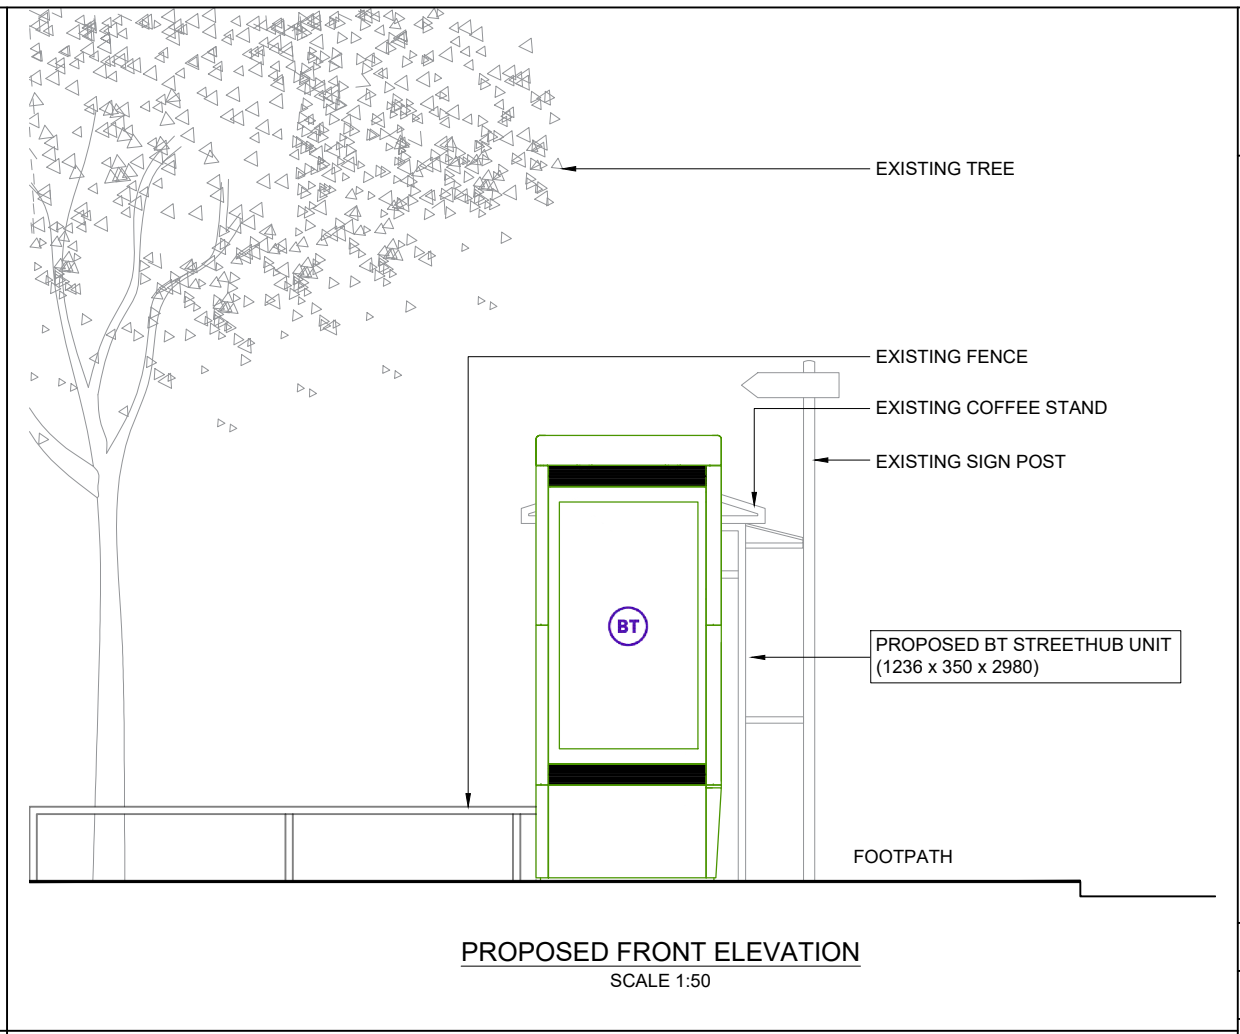 EXISTING TREE
EXISTING FENCE
EXISTING COFFEE STAND
EXISTING SIGN POST
BT
PROPOSED BT STREETHUB UNIT
(1236 x 350 x 2980)
FOOTPATH
PROPOSED FRONT ELEVATION
SCALE 1:50